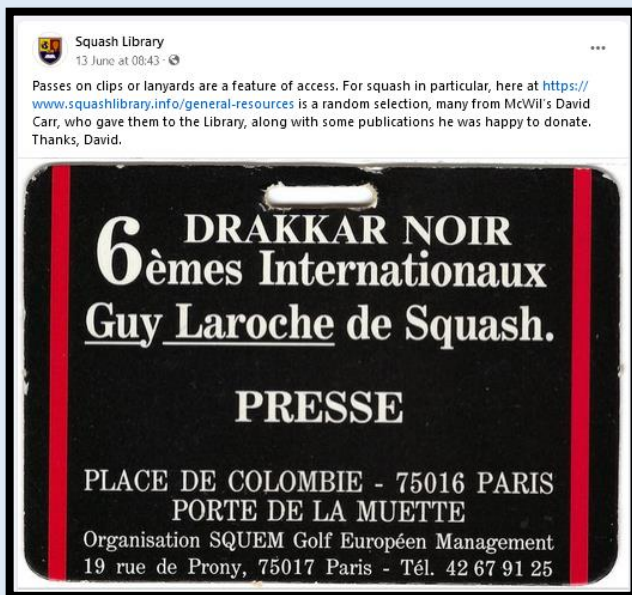 Squash Library
13 June at 08:43 ·
Passes on clips or lanyards are a feature of access. For squash in particular, here at https://
www.squashlibrary.info/general-resources is a random selection, many from McWil's David
Carr, who gave them to the Library, along with some publications he was happy to donate.
Thanks, David.
DRAKKAR NOIR
6èmes Internationaux
Guy Laroche de Squash.
PRESSE
PLACE DE COLOMBIE - 75016 PARIS
PORTE DE LA MUETTE
Organisation SQUEM Golf Européen Management
19 rue de Prony, 75017 Paris - Tél. 42 67 91 25